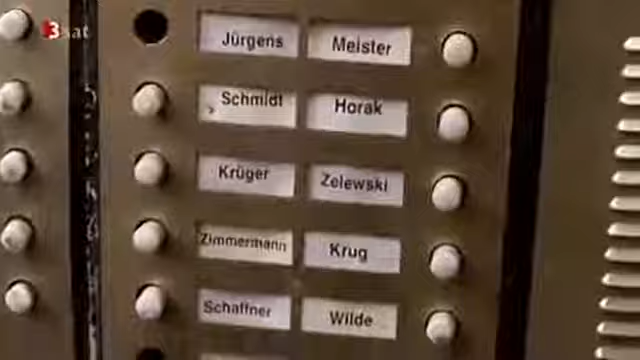 3sat
Jürgens Meister
Schmidt Horak
Krüger Zelewski
Zimmermann Krug
Schaffner Wilde